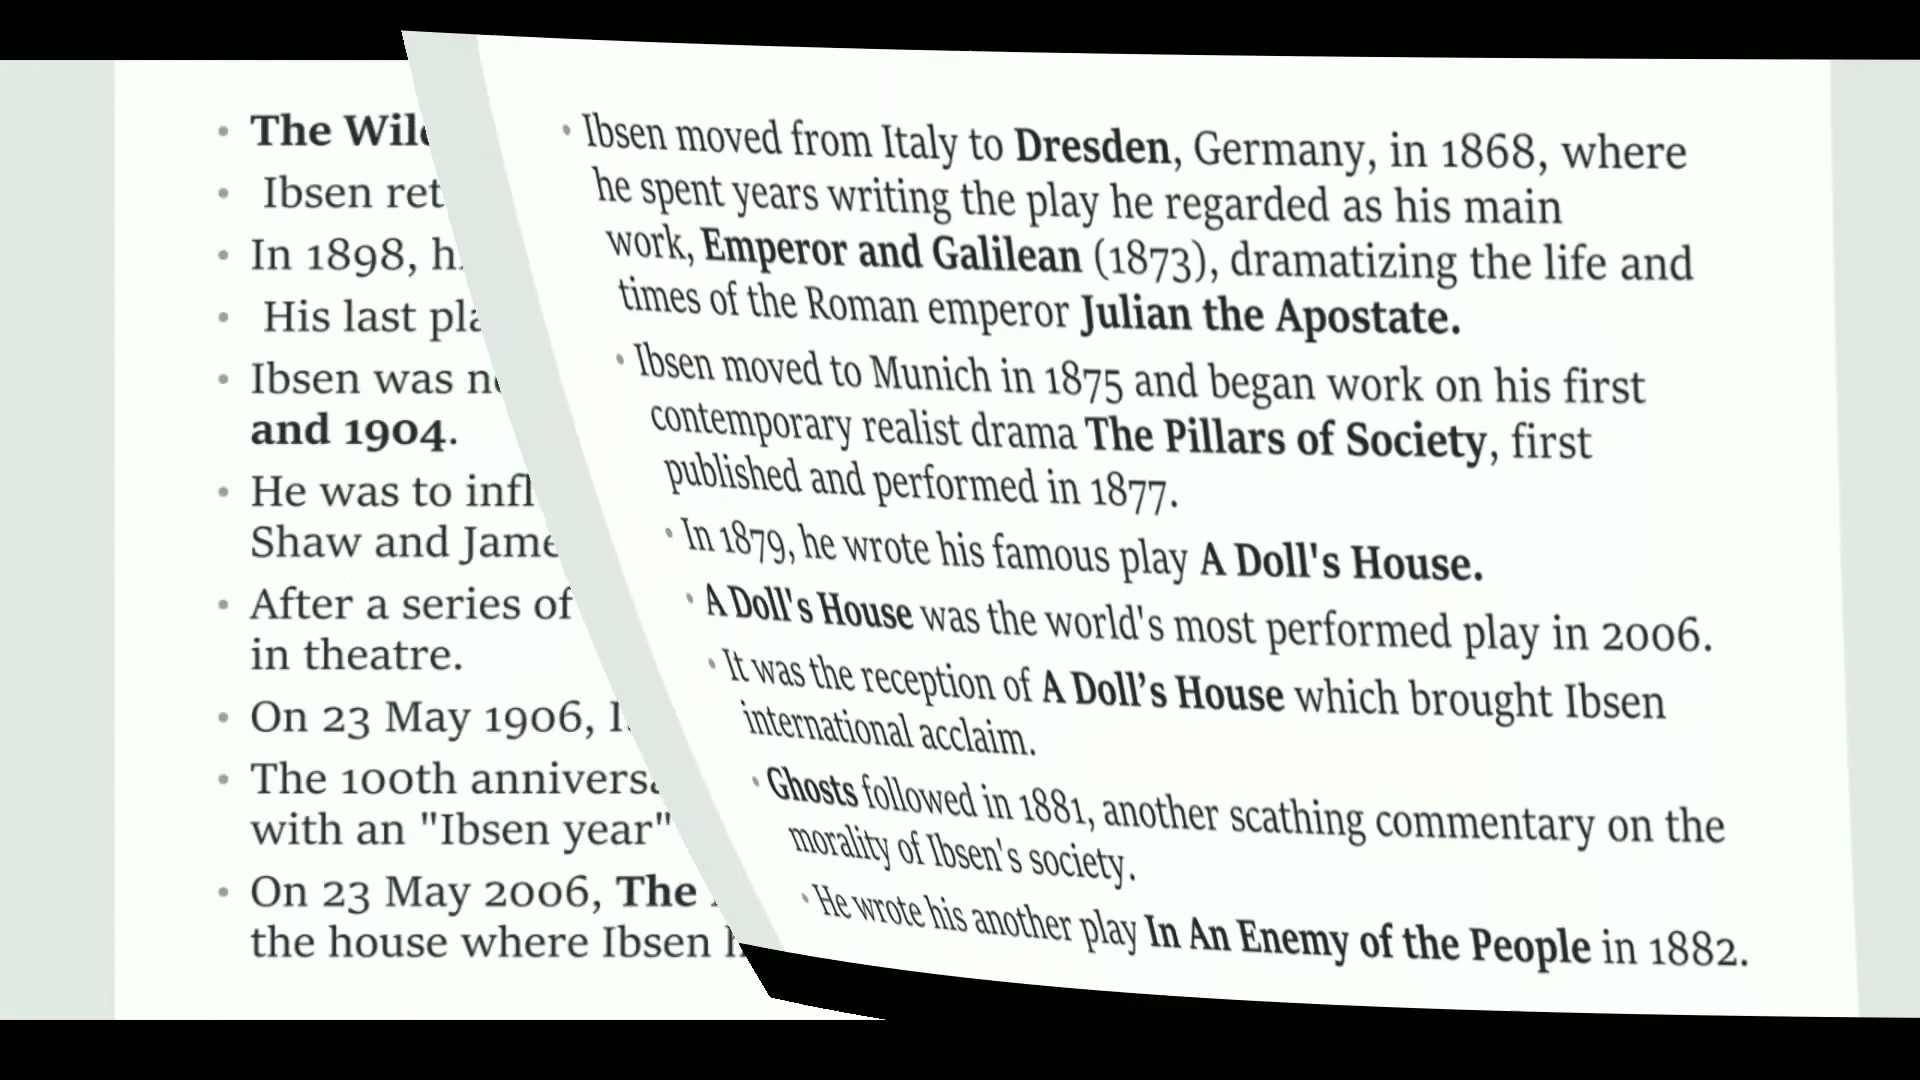 • The
• Ibsen
• In 1898,
• His last
• Ibsen was
and 1904.
• He was to
Shaw and
• After a series of
in theatre.
• On 23 May 1906,
• The 100th
with an "Ibsen year"
• On 23 May 2006, The
the house where Ibsen
• Ibsen moved from Italy to Dresden, Germany, in 1868, where
he spent years writing the play he regarded as his main
work, Emperor and Galilean (1873), dramatizing the life and
times of the Roman emperor Julian the Apostate.
• Ibsen moved to Munich in 1875 and began work on his first
contemporary realist drama The Pillars of Society, first
published and performed in 1877.
• In 1879, he wrote his famous play A Doll's House.
• A Doll's House was the world's most performed play in 2006.
• It was the reception of A Doll’s House which brought Ibsen
international acclaim.
• Ghosts followed in 1881, another scathing commentary on the
morality of Ibsen's society.
• He wrote his another play In An Enemy of the People in 1882.